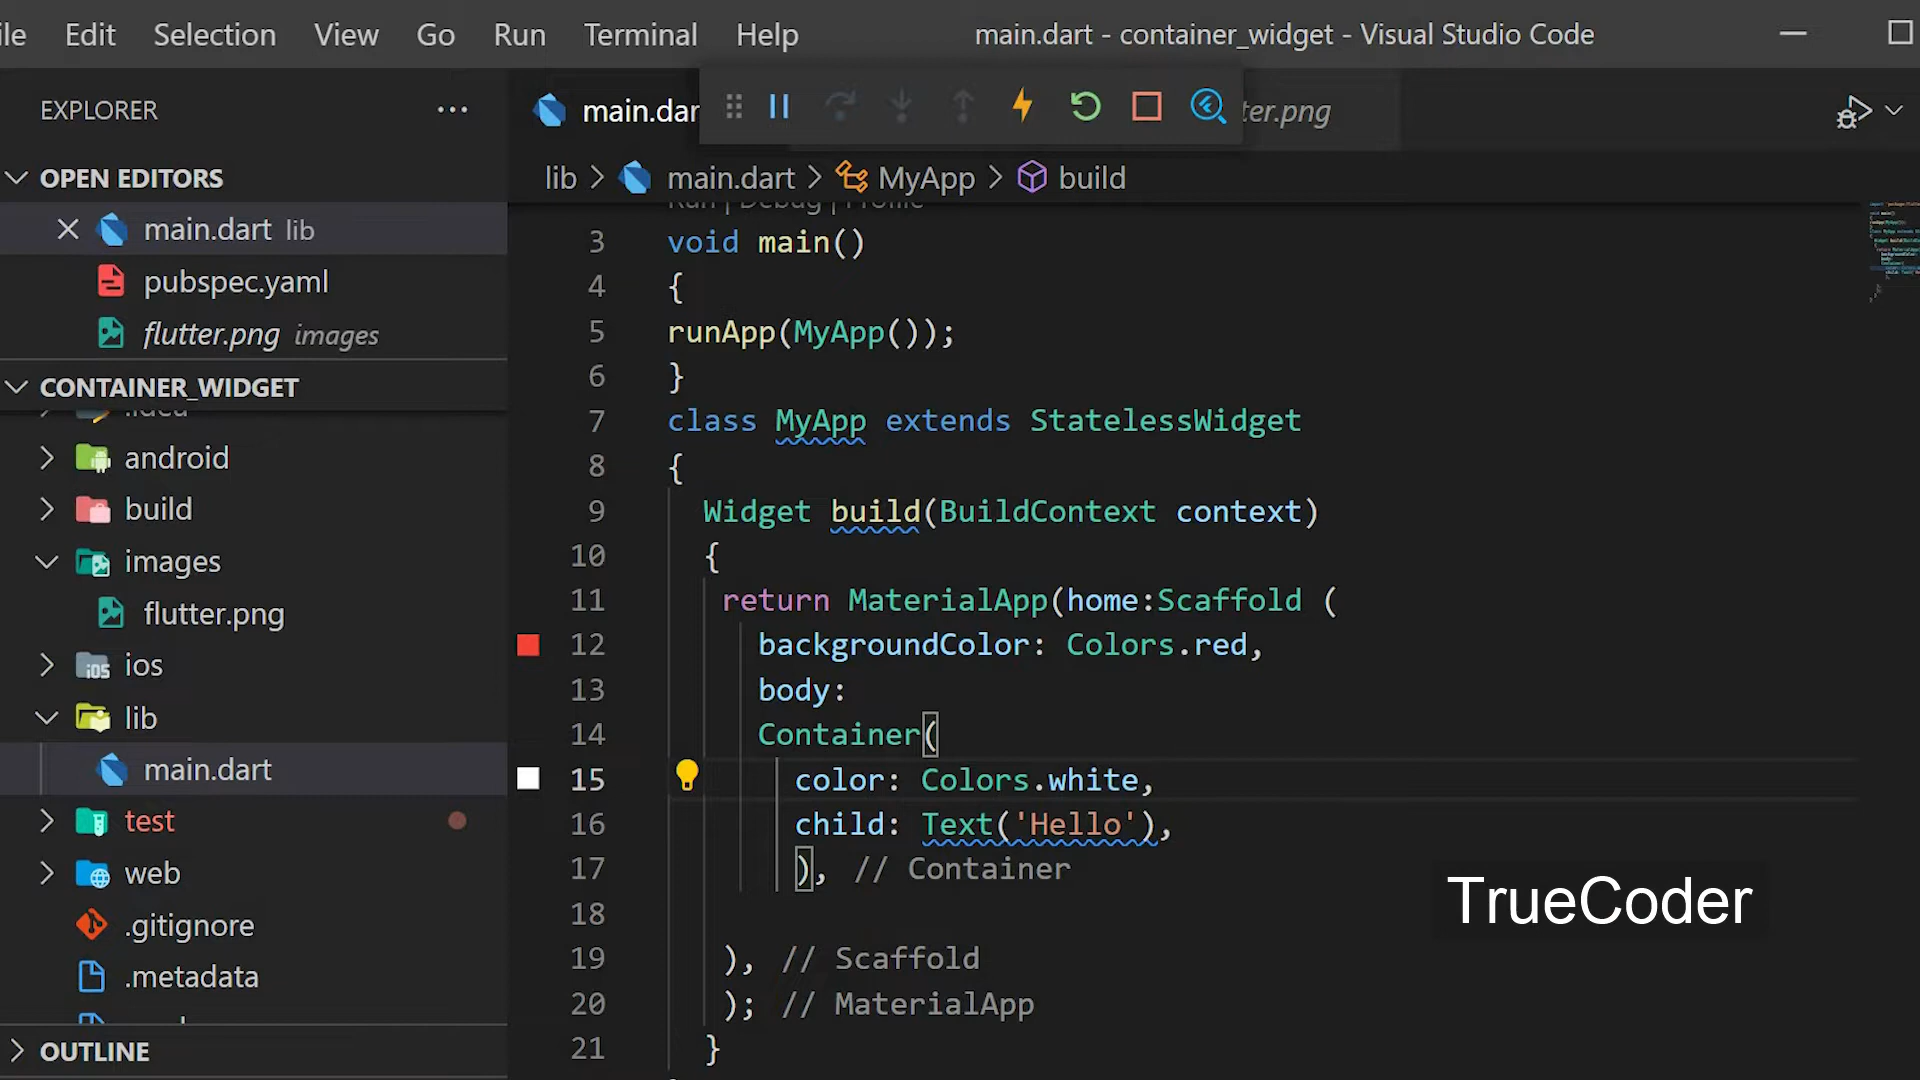 ile Edit Selection View Go Run Terminal Help main.dart - container_widget - Visual Studio Code
EXPLORER
main.dar
ter.png
OPEN EDITORS
lib > main.dart > MyApp > build
main.dart lib
pubspec.yaml
flutter.png images
CONTAINER_WIDGET
.idea
android
build
images
flutter.png
ios
lib
main.dart
test
web
.gitignore
.metadata
OUTLINE
Run | Debug | Profile
3 void main()
4 {
5 runApp(MyApp());
6 }
7 class MyApp extends StatelessWidget
8 {
9 Widget build(BuildContext context)
10 {
11 return MaterialApp(home:Scaffold (
12 backgroundColor: Colors.red,
13 body:
14 Container(
15 color: Colors.white,
16 child: Text('Hello'),
17 ), // Container
18
19 ), // Scaffold
20 ); // MaterialApp
21 }
TrueCoder